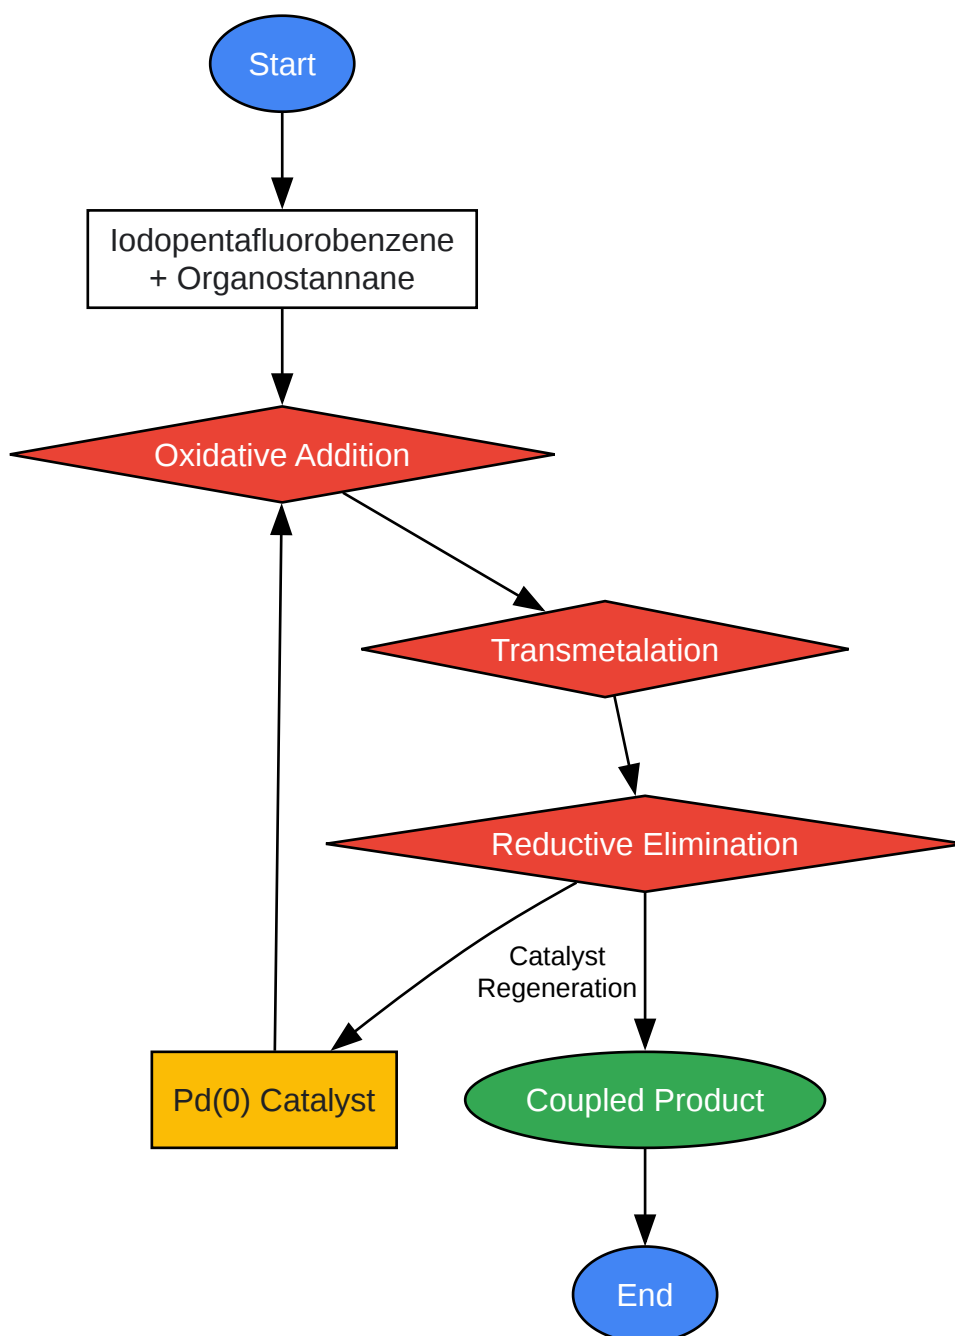 Start
Iodopentafluorobenzene
+ Organostannane
Oxidative Addition
Transmetalation
Reductive Elimination
Catalyst
Regeneration
Pd(0) Catalyst
Coupled Product
End